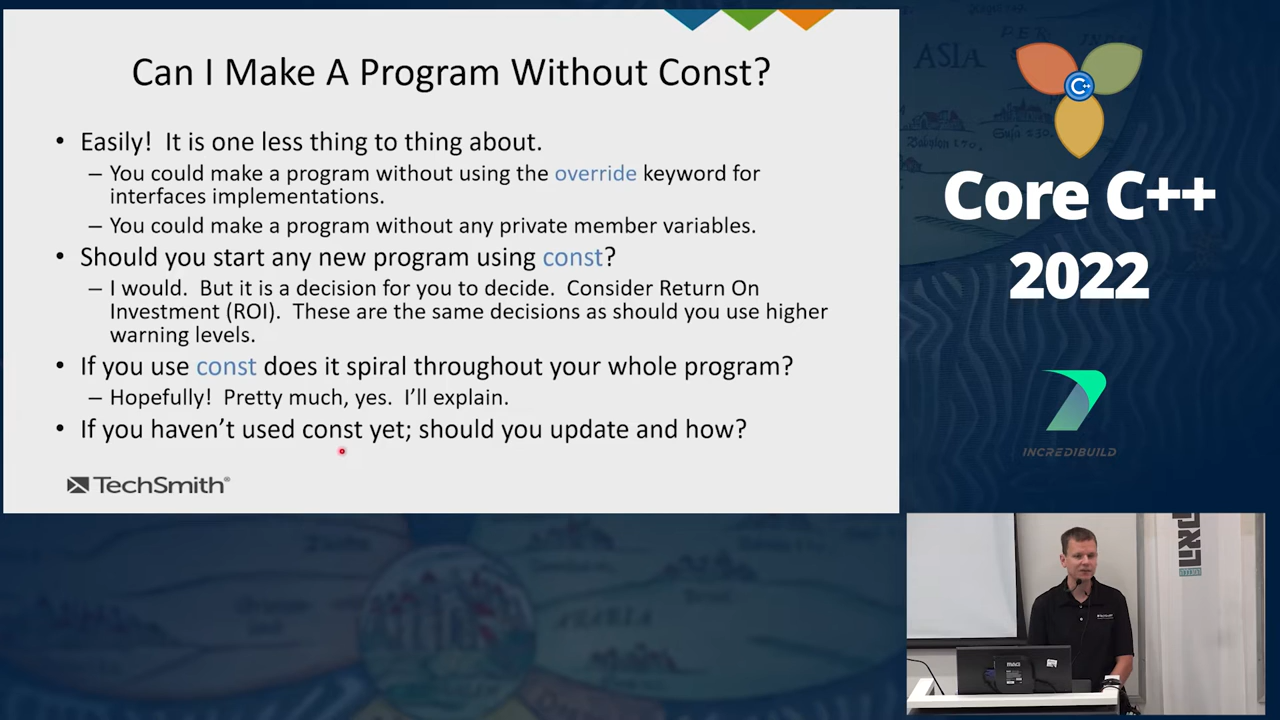 Can I Make A Program Without Const?
• Easily! It is one less thing to thing about.
– You could make a program without using the override keyword for
interfaces implementations.
– You could make a program without any private member variables.
• Should you start any new program using const?
– I would. But it is a decision for you to decide. Consider Return On
Investment (ROI). These are the same decisions as should you use higher
warning levels.
• If you use const does it spiral throughout your whole program?
– Hopefully! Pretty much, yes. I'll explain.
• If you haven't used const yet; should you update and how?
TechSmith®
ASIA
C++
Core C++
2022
INCREDIBUILD